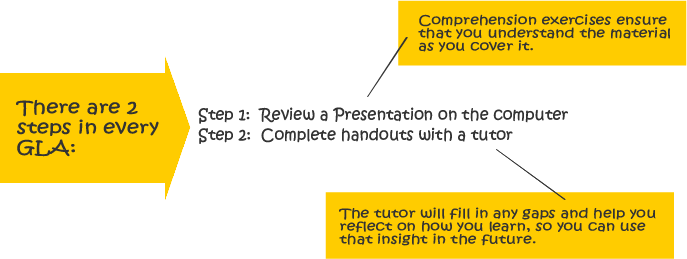 Comprehension exercises ensure
that you understand the material
as you cover it.
There are 2
steps in every
GLA:
Step 1: Review a Presentation on the computer
Step 2: Complete handouts with a tutor
The tutor will fill in any gaps and help you
reflect on how you learn, so you can use
that insight in the future.